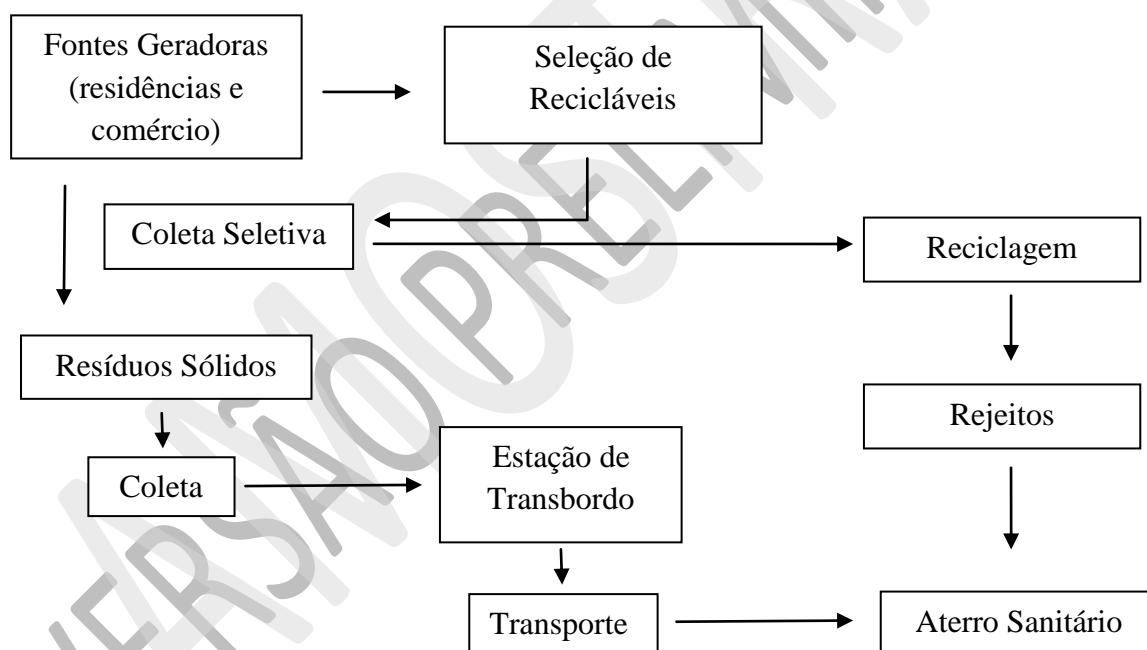 Fontes Geradoras
(residências e
comércio)
Seleção de
Recicláveis
Coleta Seletiva
Reciclagem
Resíduos Sólidos
Rejeitos
Coleta
Estação de
Transbordo
Transporte
Aterro Sanitário